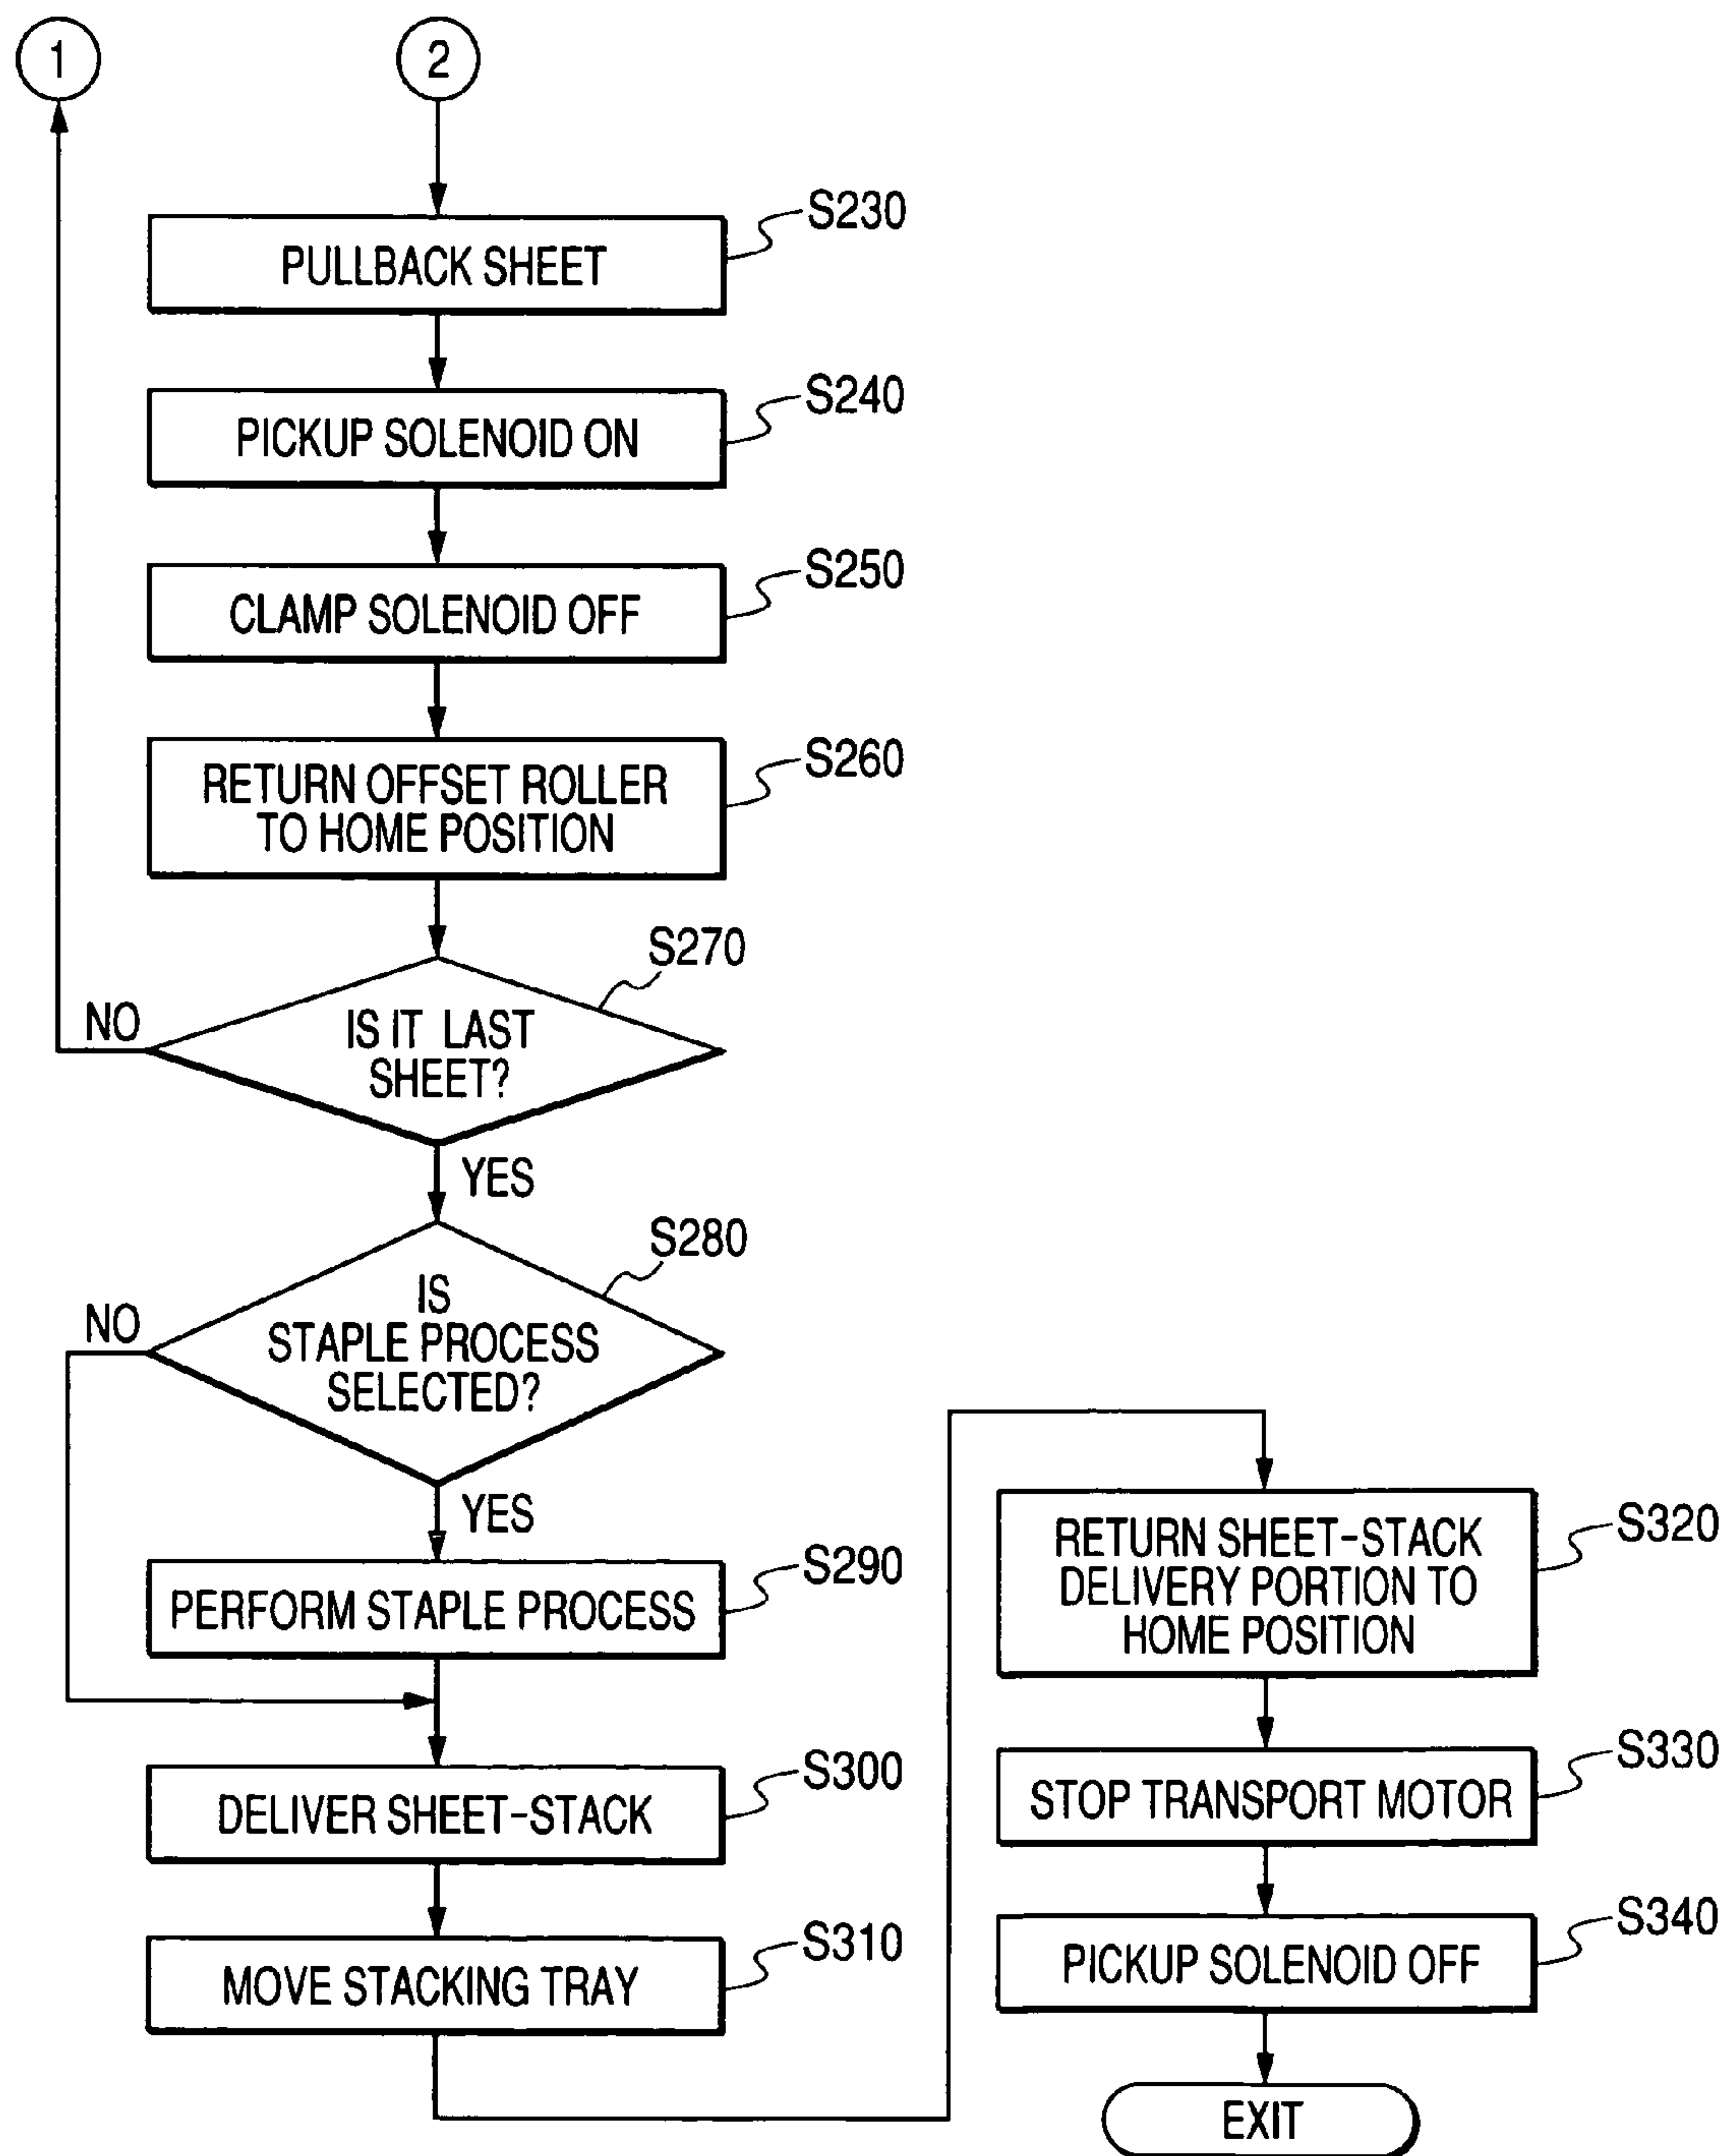 1
2
S230
PULLBACK SHEET
S240
PICKUP SOLENOID ON
S250
CLAMP SOLENOID OFF
S260
RETURN OFFSET ROLLER
TO HOME POSITION
S270
NO
IS IT LAST
SHEET?
YES
S280
NO
IS
STAPLE PROCESS
SELECTED?
YES
S290
PERFORM STAPLE PROCESS
S300
DELIVER SHEET-STACK
S310
MOVE STACKING TRAY
S320
RETURN SHEET-STACK
DELIVERY PORTION TO
HOME POSITION
S330
STOP TRANSPORT MOTOR
S340
PICKUP SOLENOID OFF
EXIT